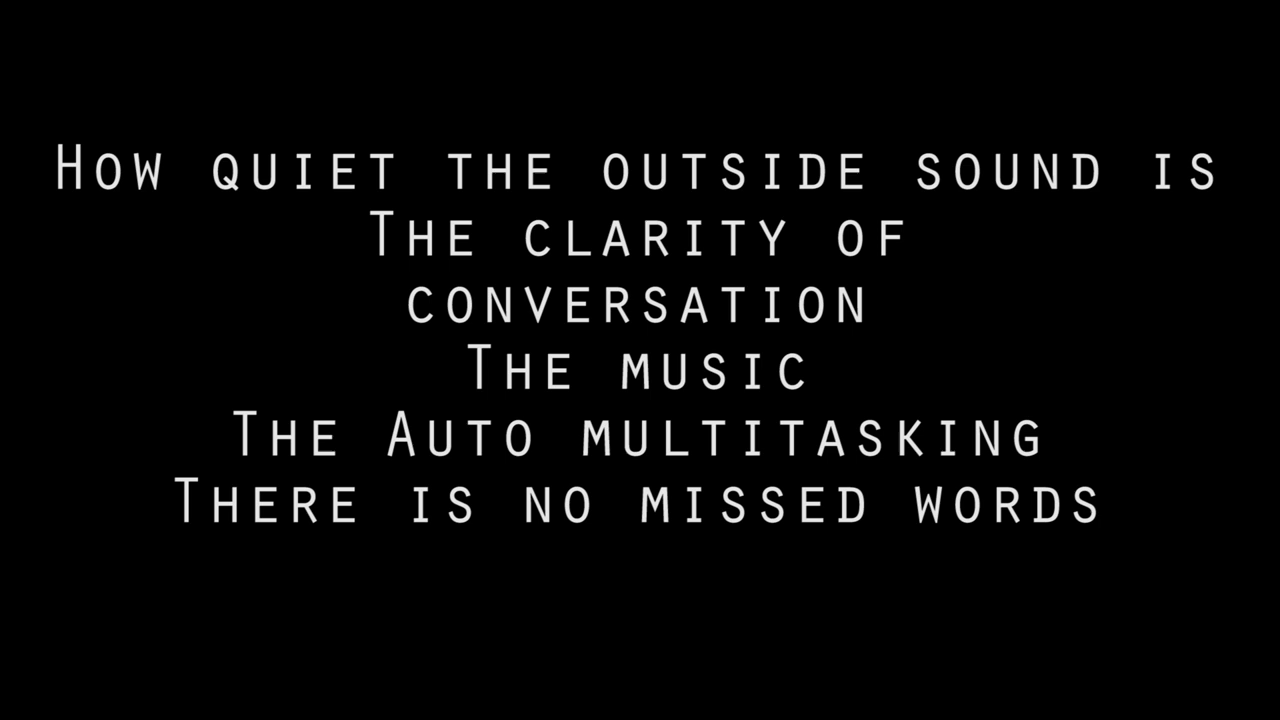 How quiet the outside sound is
The clarity of
conversation
The music
The Auto multitasking
There is no missed words